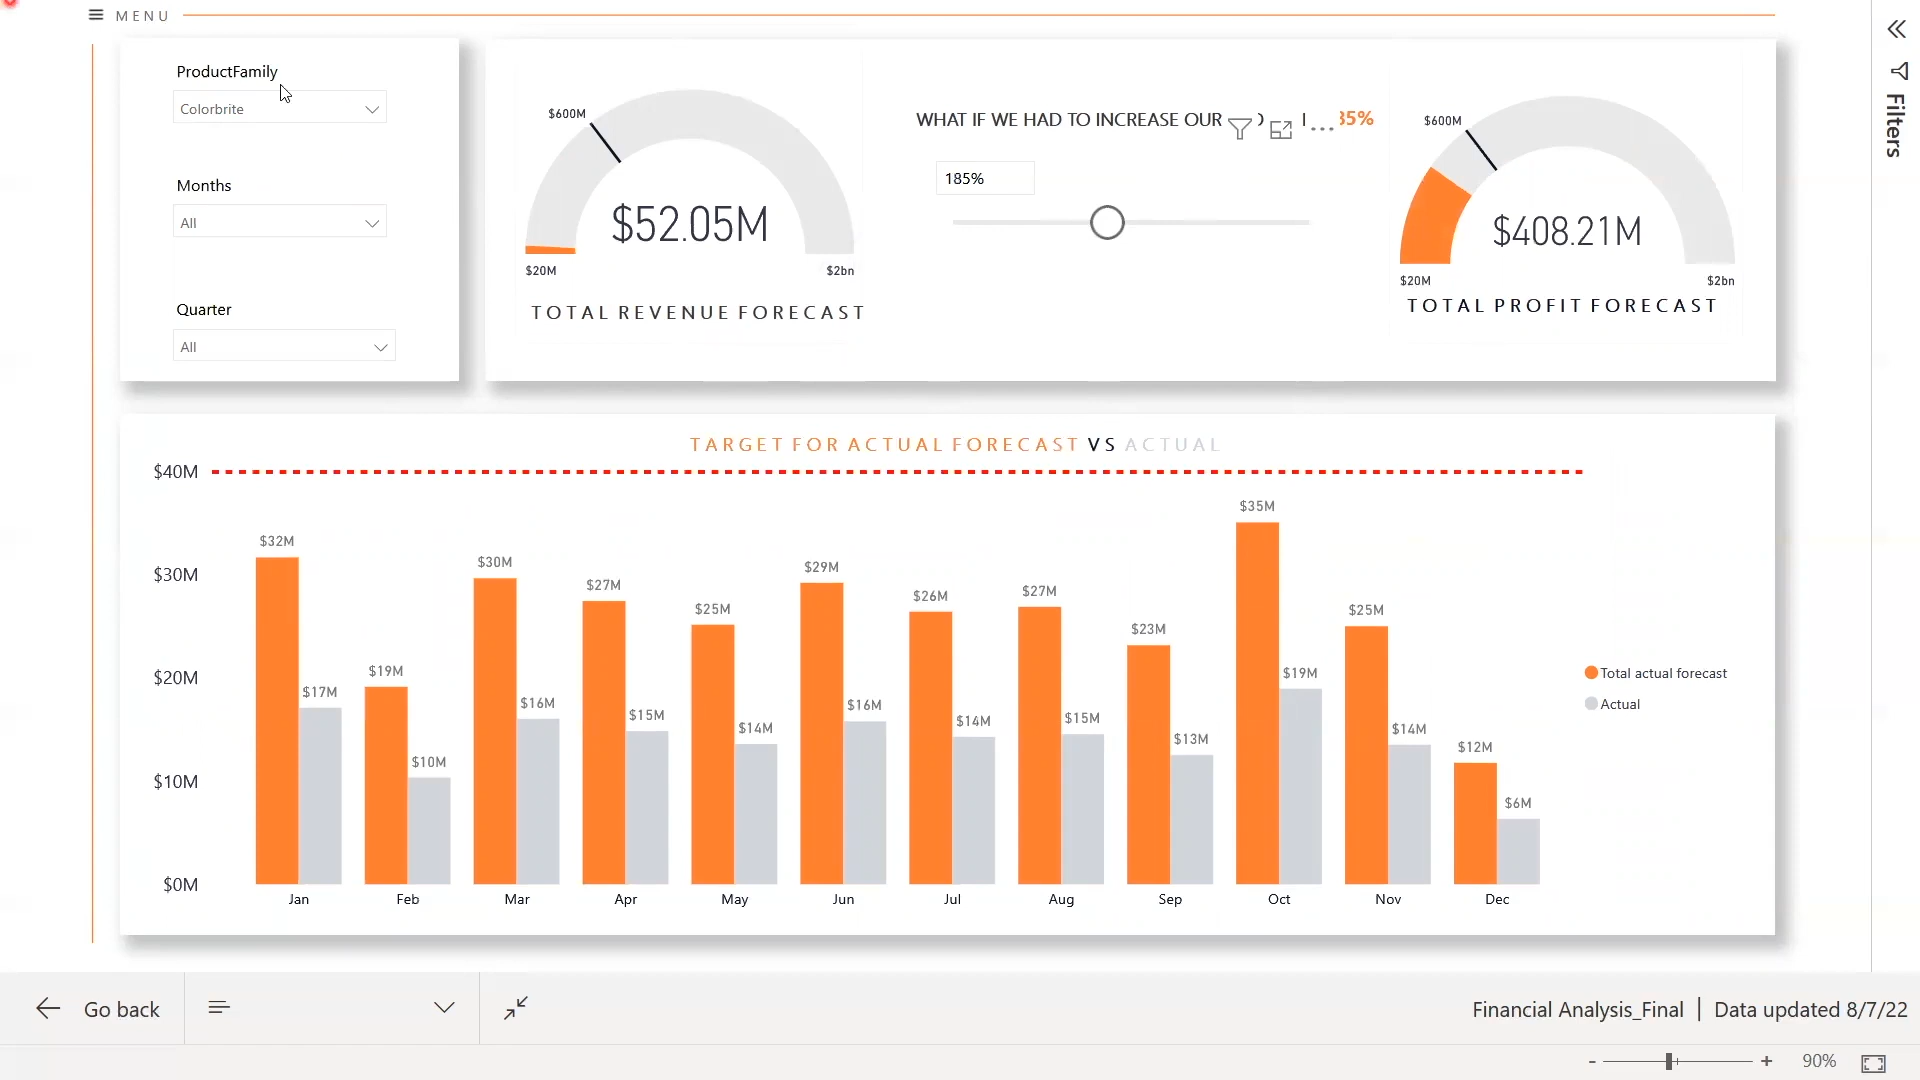 MENU
ProductFamily
Colorbrite
Months
All
Quarter
All
$600M
$52.05M
$20M
$2bn
TOTAL REVENUE FORECAST
WHAT IF WE HAD TO INCREASE OUR
185%
$600M
$408.21M
$20M
$2bn
TOTAL PROFIT FORECAST
Filters
TARGET FOR ACTUAL FORECAST VS ACTUAL
$40M
$30M
$20M
$10M
$0M
$32M
$17M
$19M
$10M
$30M
$16M
$27M
$15M
$25M
$14M
$29M
$16M
$26M
$14M
$27M
$15M
$23M
$13M
$35M
$19M
$25M
$14M
$12M
$6M
Jan Feb Mar Apr May Jun Jul Aug Sep Oct Nov Dec
Total actual forecast
Actual
Go back
Financial Analysis_Final | Data updated 8/7/22
- + 90%